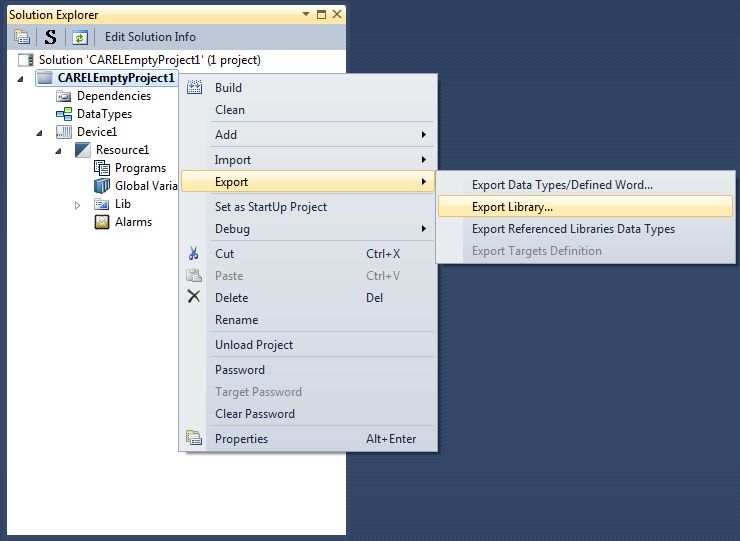 Solution Explorer
Edit Solution Info
Solution 'CARELEmptyProject1' (1 project)
CARELEmptyProject1
Dependencies
DataTypes
Device1
Resource1
Programs
Global Varia
Lib
Alarms
Build
Clean
Add
Import
Export
Set as StartUp Project
Debug
Cut Ctrl+X
Paste Ctrl+V
Delete Del
Rename
Unload Project
Password
Target Password
Clear Password
Properties Alt+Enter
Export Data Types/Defined Word...
Export Library...
Export Referenced Libraries Data Types
Export Targets Definition